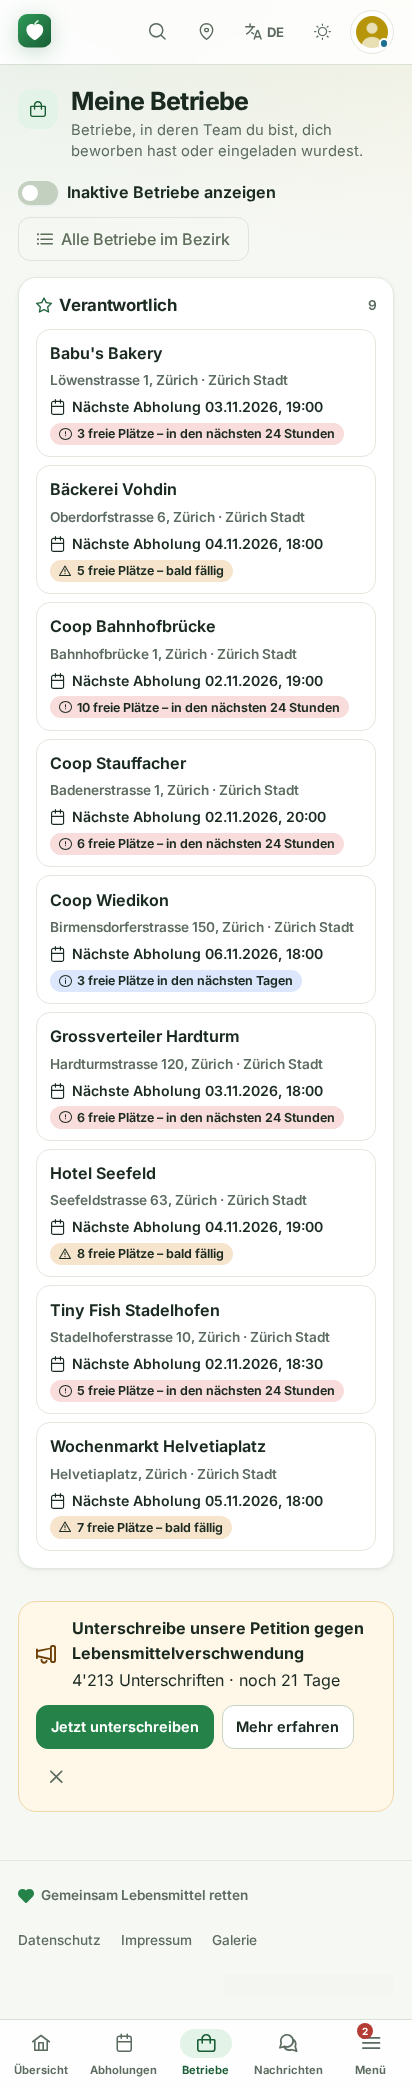 DE
Meine Betriebe
Betriebe, in deren Team du bist, dich
beworben hast oder eingeladen wurdest.
Inaktive Betriebe anzeigen
Alle Betriebe im Bezirk
Verantwortlich 9
Babu's Bakery
Löwenstrasse 1, Zürich · Zürich Stadt
Nächste Abholung 03.11.2026, 19:00
3 freie Plätze – in den nächsten 24 Stunden
Bäckerei Vohdin
Oberdorfstrasse 6, Zürich · Zürich Stadt
Nächste Abholung 04.11.2026, 18:00
5 freie Plätze – bald fällig
Coop Bahnhofbrücke
Bahnhofbrücke 1, Zürich · Zürich Stadt
Nächste Abholung 02.11.2026, 19:00
10 freie Plätze – in den nächsten 24 Stunden
Coop Stauffacher
Badenerstrasse 1, Zürich · Zürich Stadt
Nächste Abholung 02.11.2026, 20:00
6 freie Plätze – in den nächsten 24 Stunden
Coop Wiedikon
Birmensdorferstrasse 150, Zürich · Zürich Stadt
Nächste Abholung 06.11.2026, 18:00
3 freie Plätze in den nächsten Tagen
Grossverteiler Hardturm
Hardturmstrasse 120, Zürich · Zürich Stadt
Nächste Abholung 03.11.2026, 18:00
6 freie Plätze – in den nächsten 24 Stunden
Hotel Seefeld
Seefeldstrasse 63, Zürich · Zürich Stadt
Nächste Abholung 04.11.2026, 19:00
8 freie Plätze – bald fällig
Tiny Fish Stadelhofen
Stadelhoferstrasse 10, Zürich · Zürich Stadt
Nächste Abholung 02.11.2026, 18:30
5 freie Plätze – in den nächsten 24 Stunden
Wochenmarkt Helvetiaplatz
Helvetiaplatz, Zürich · Zürich Stadt
Nächste Abholung 05.11.2026, 18:00
7 freie Plätze – bald fällig
Unterschreibe unsere Petition gegen
Lebensmittelverschwendung
4'213 Unterschriften · noch 21 Tage
Jetzt unterschreiben Mehr erfahren
Gemeinsam Lebensmittel retten
Datenschutz Impressum Galerie
2
Übersicht Abholungen Betriebe Nachrichten Menü